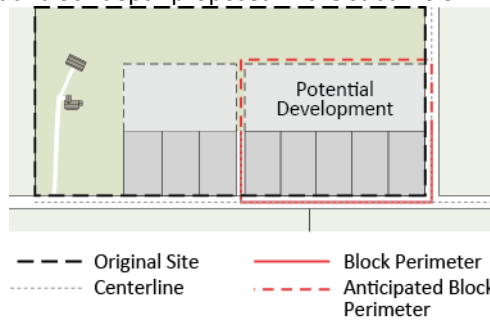 Potential
Development
Original Site
Block Perimeter
Centerline
Anticipated Block
Perimeter